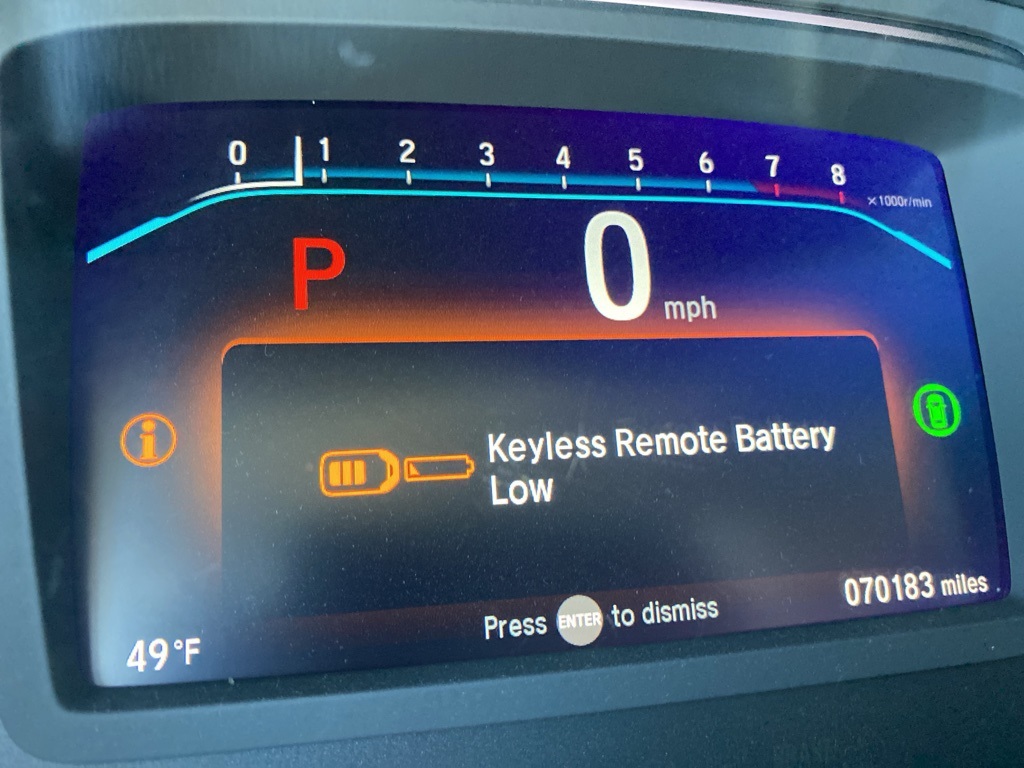 0 1 2 3 4 5 6 7 8
×1000r/min
P 0 mph
Keyless Remote Battery
Low
Press ENTER to dismiss
070183 miles
49°F